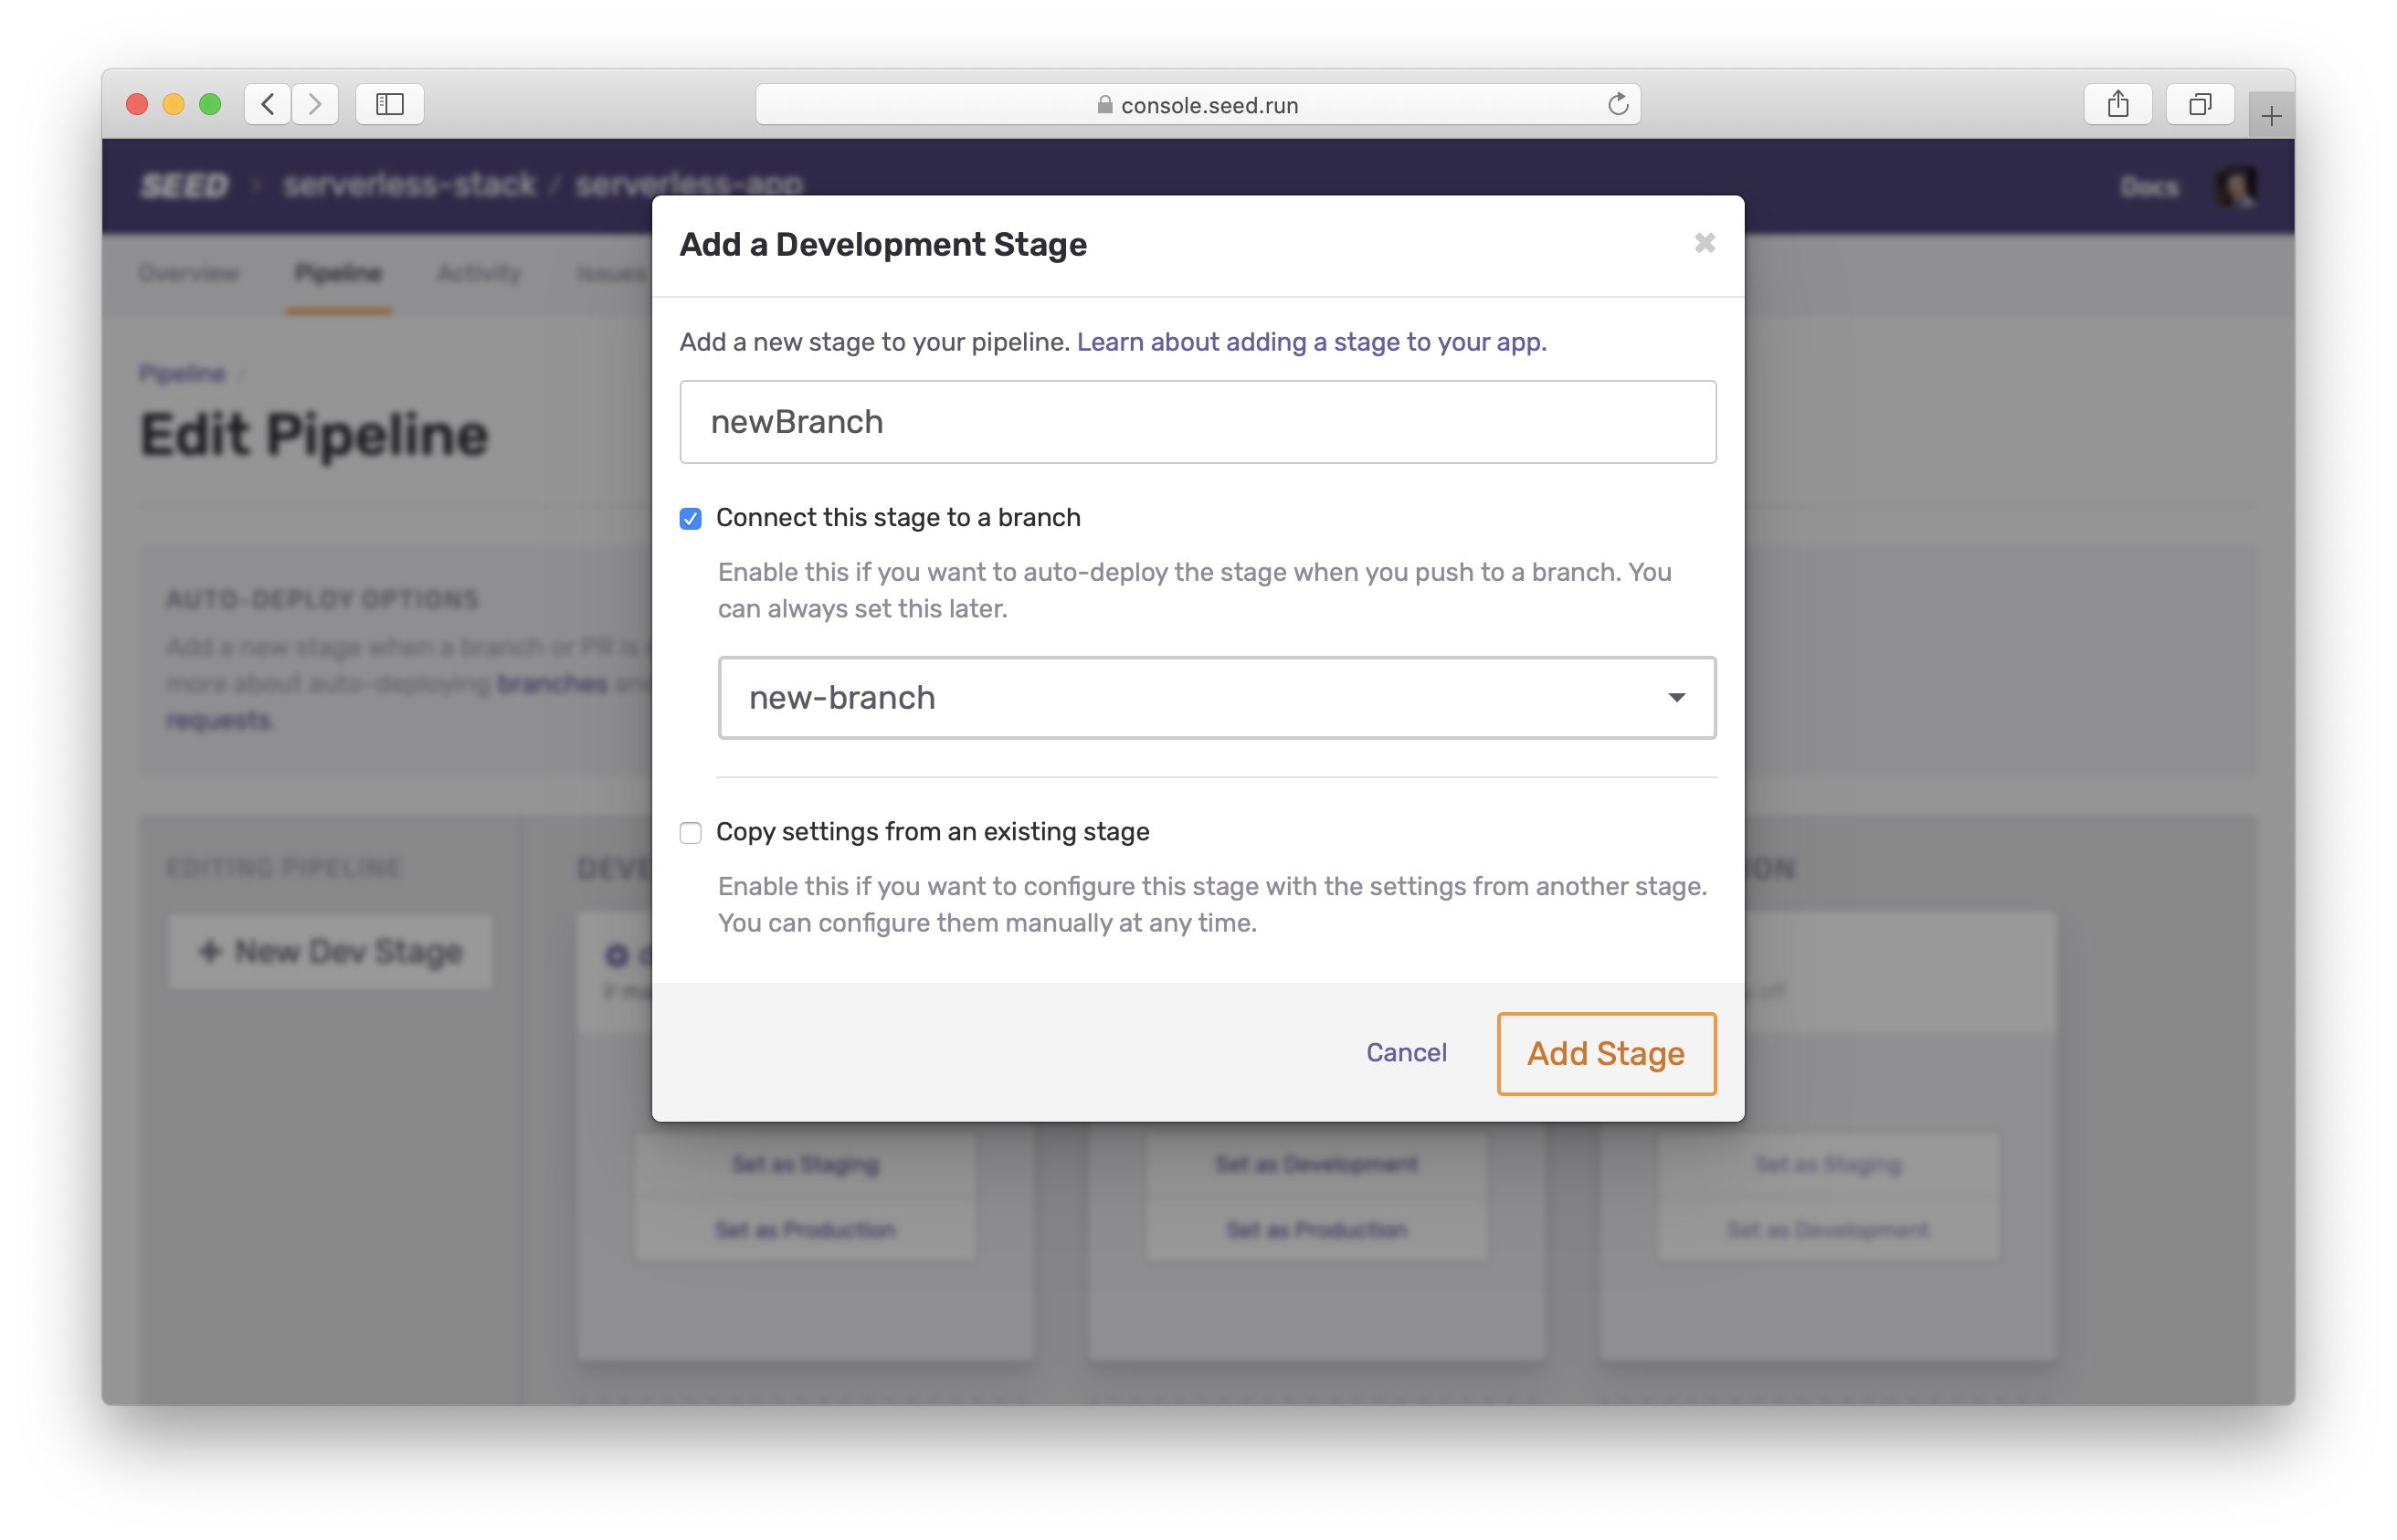 console.seed.run
SEED > serverless-stack / serverless-app
Docs
Overview
Pipeline
Activity
Issues
Pipeline /
Edit Pipeline
AUTO-DEPLOY OPTIONS
Add a new stage when a branch or PR is
more about auto-deploying branches and
requests.
EDITING PIPELINE
+ New Dev Stage
Add a Development Stage
Add a new stage to your pipeline. Learn about adding a stage to your app.
newBranch
Connect this stage to a branch
Enable this if you want to auto-deploy the stage when you push to a branch. You
can always set this later.
new-branch
Copy settings from an existing stage
Enable this if you want to configure this stage with the settings from another stage.
You can configure them manually at any time.
Cancel
Add Stage
Set as Staging
Set as Production
Set as Development
Set as Production
Set as Staging
Set as Development